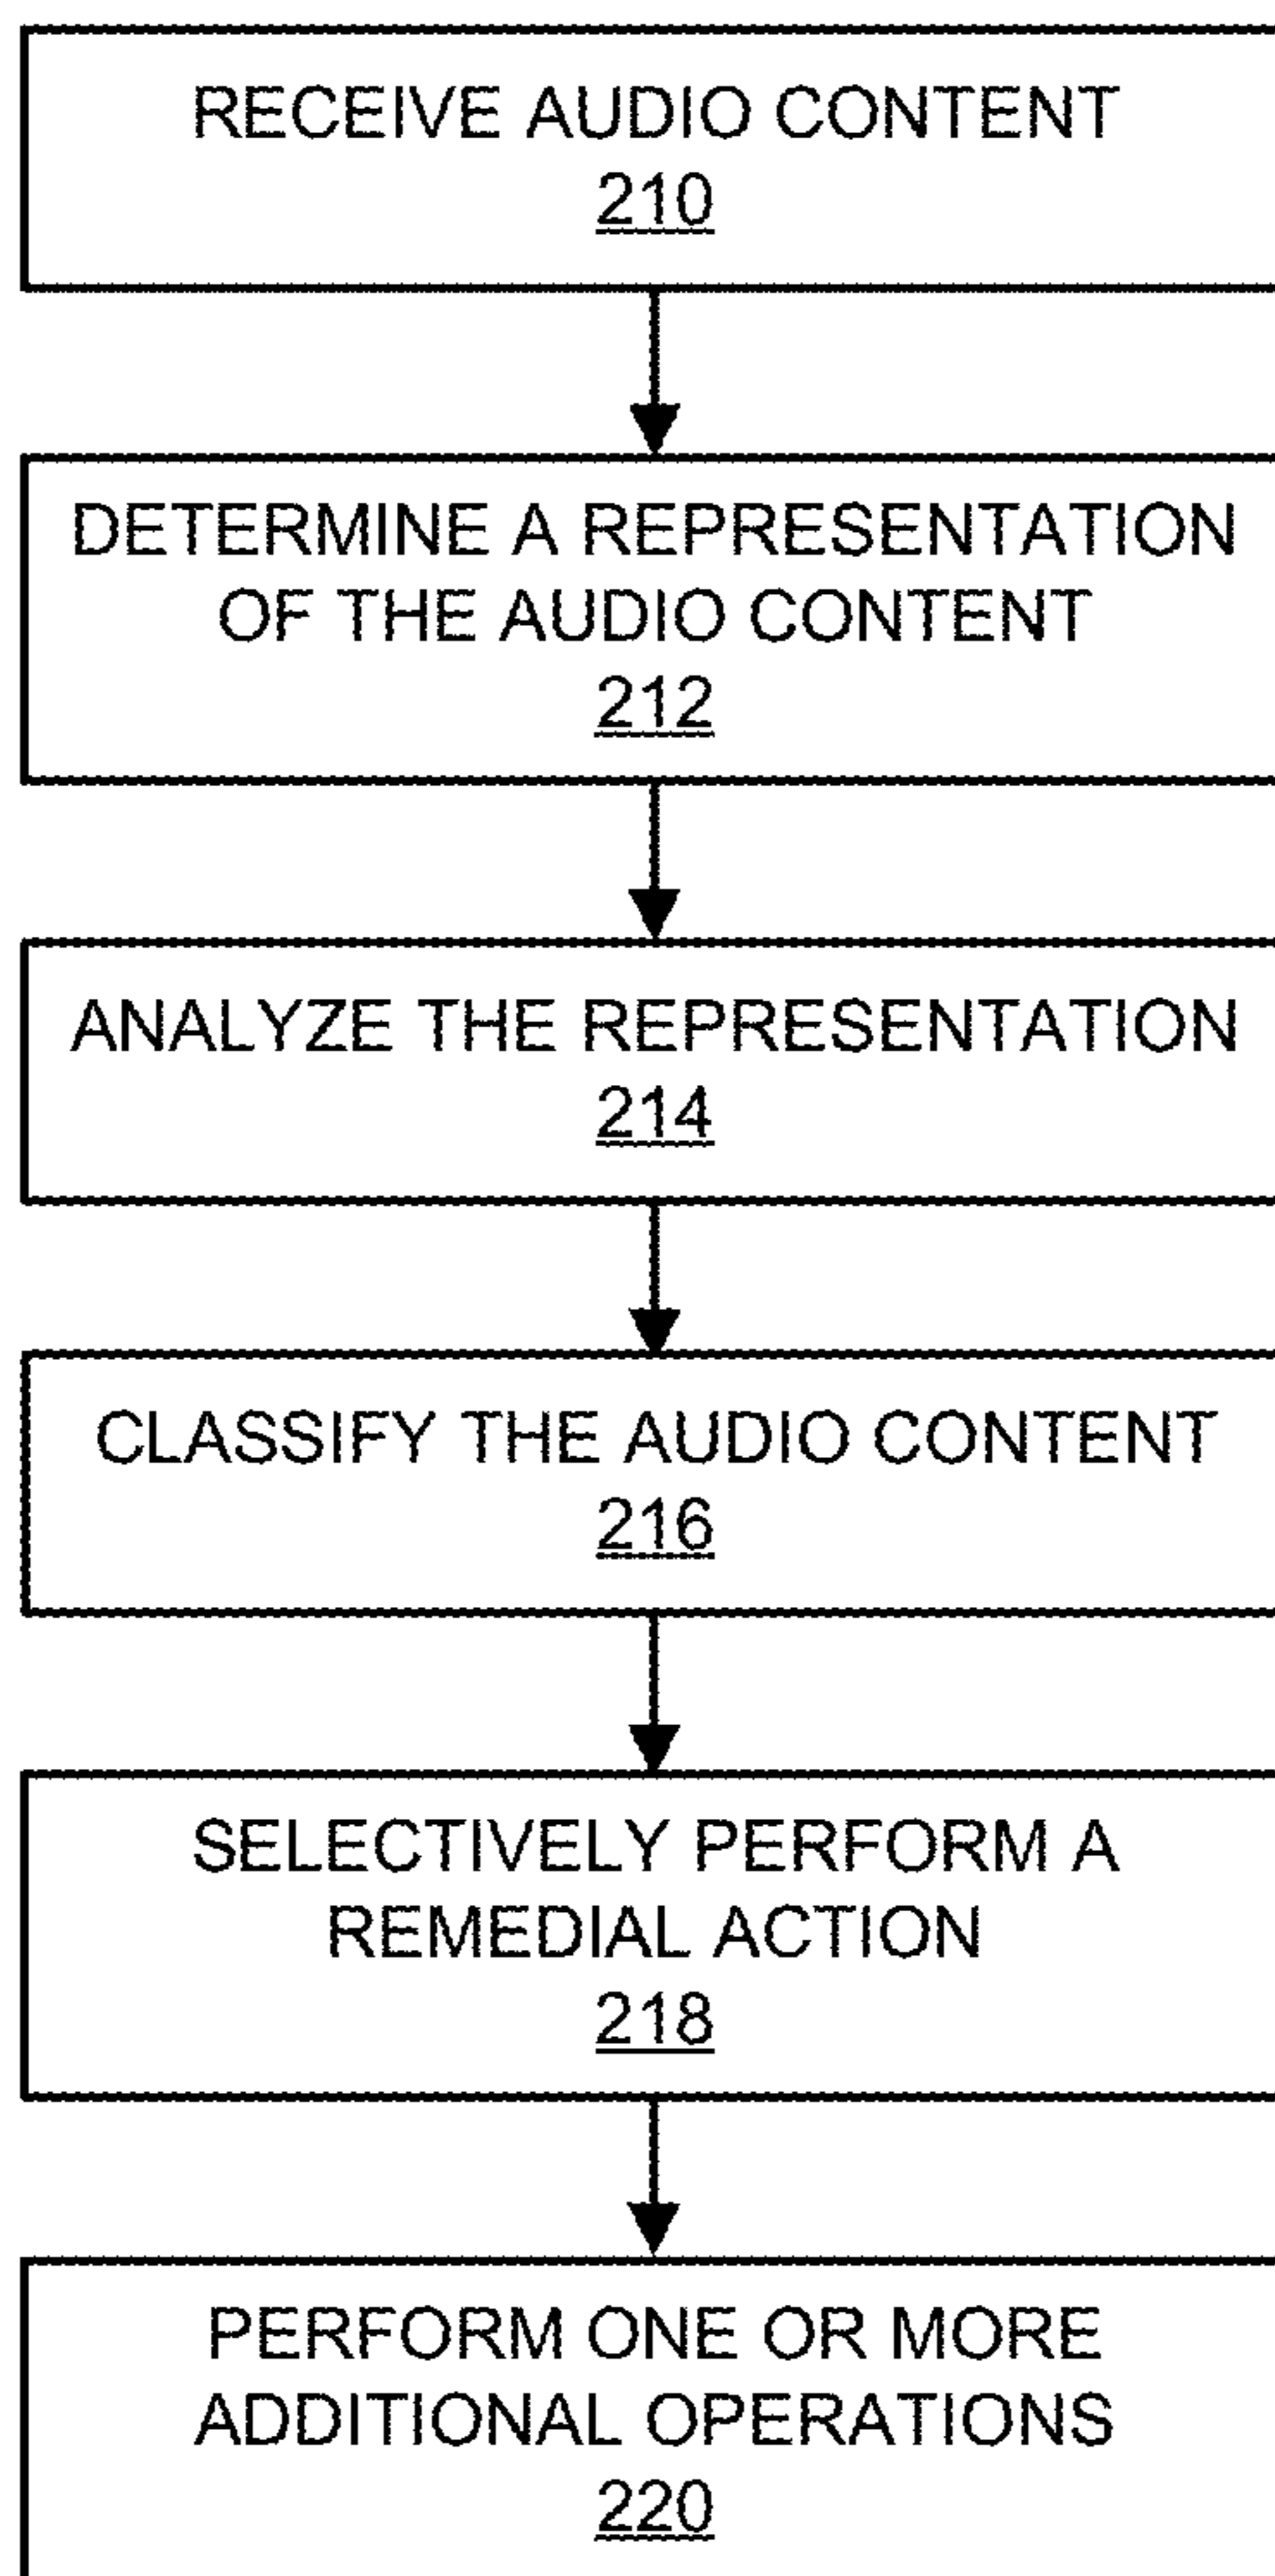 RECEIVE AUDIO CONTENT
210
DETERMINE A REPRESENTATION
OF THE AUDIO CONTENT
212
ANALYZE THE REPRESENTATION
214
CLASSIFY THE AUDIO CONTENT
216
SELECTIVELY PERFORM A
REMEDIAL ACTION
218
PERFORM ONE OR MORE
ADDITIONAL OPERATIONS
220